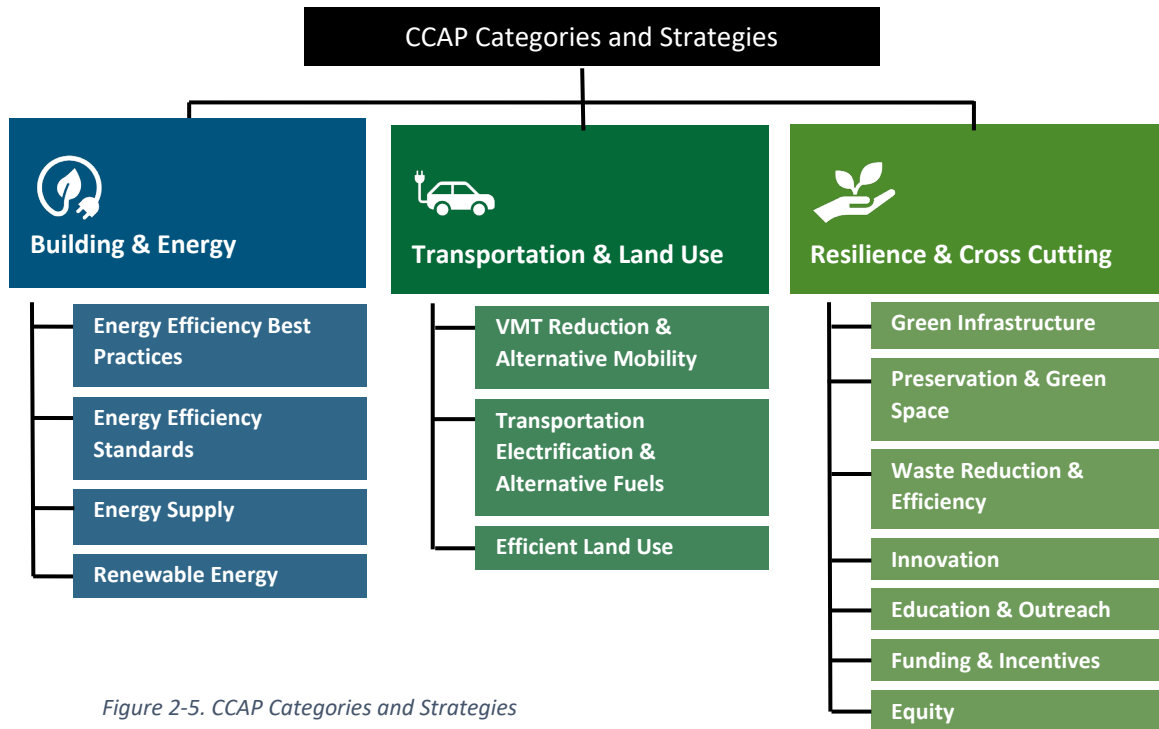 CCAP Categories and Strategies
Building & Energy
Energy Efficiency Best
Practices
Energy Efficiency
Standards
Energy Supply
Renewable Energy
Transportation & Land Use
VMT Reduction &
Alternative Mobility
Transportation
Electrification &
Alternative Fuels
Efficient Land Use
Resilience & Cross Cutting
Green Infrastructure
Preservation & Green
Space
Waste Reduction &
Efficiency
Innovation
Education & Outreach
Funding & Incentives
Equity
Figure 2-5. CCAP Categories and Strategies